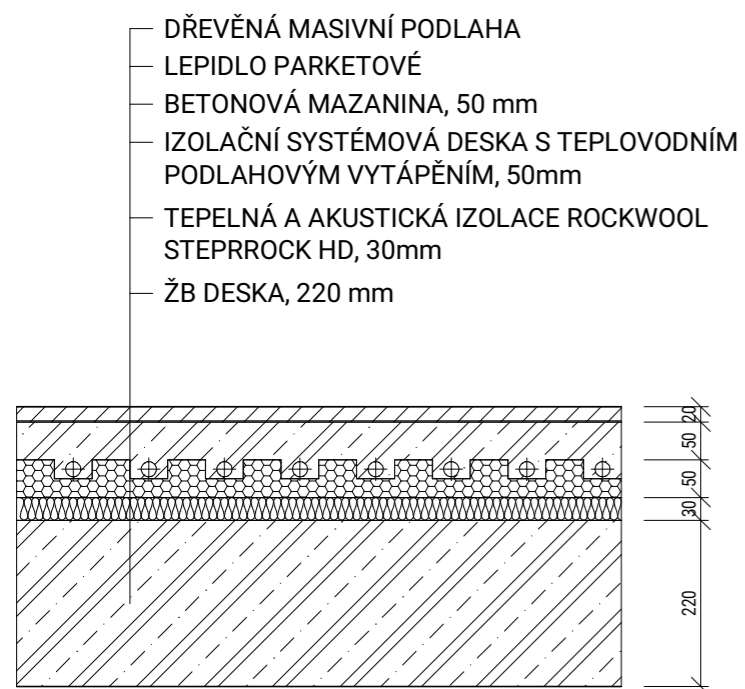 DŘEVĚNÁ MASIVNÍ PODLAHA
LEPIDLO PARKETOVÉ
BETONOVÁ MAZANINA, 50 mm
IZOLAČNÍ SYSTÉMOVÁ DESKA S TEPLOVODNÍM
PODLAHOVÝM VYTÁPĚNÍM, 50mm
TEPELNÁ A AKUSTICKÁ IZOLACE ROCKWOOL
STEPRROCK HD, 30mm
ŽB DESKA, 220 mm
20
50
50
30
220